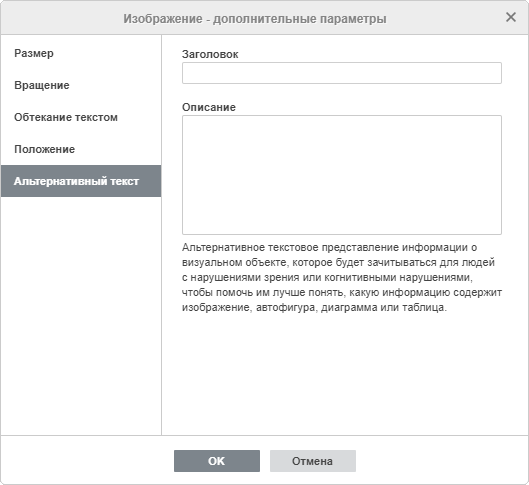 Изображение - дополнительные параметры
Размер
Вращение
Обтекание текстом
Положение
Альтернативный текст
Заголовок
Описание
Альтернативное текстовое представление информации о
визуальном объекте, которое будет зачитываться для людей
с нарушениями зрения или когнитивными нарушениями,
чтобы помочь им лучше понять, какую информацию содержит
изображение, автофигура, диаграмма или таблица.
OK
Отмена